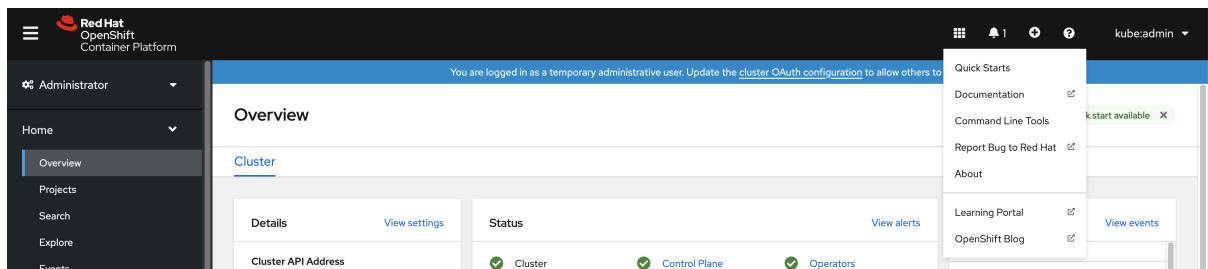 Red Hat
OpenShift
Container Platform
1
kube:admin
Administrator
You are logged in as a temporary administrative user. Update the cluster OAuth configuration to allow others to
Home
Overview
Projects
Search
Explore
Events
Overview
start available
Cluster
Details
View settings
Status
View alerts
View events
Cluster API Address
Cluster
Control Plane
Operators
Quick Starts
Documentation
Command Line Tools
Report Bug to Red Hat
About
Learning Portal
OpenShift Blog